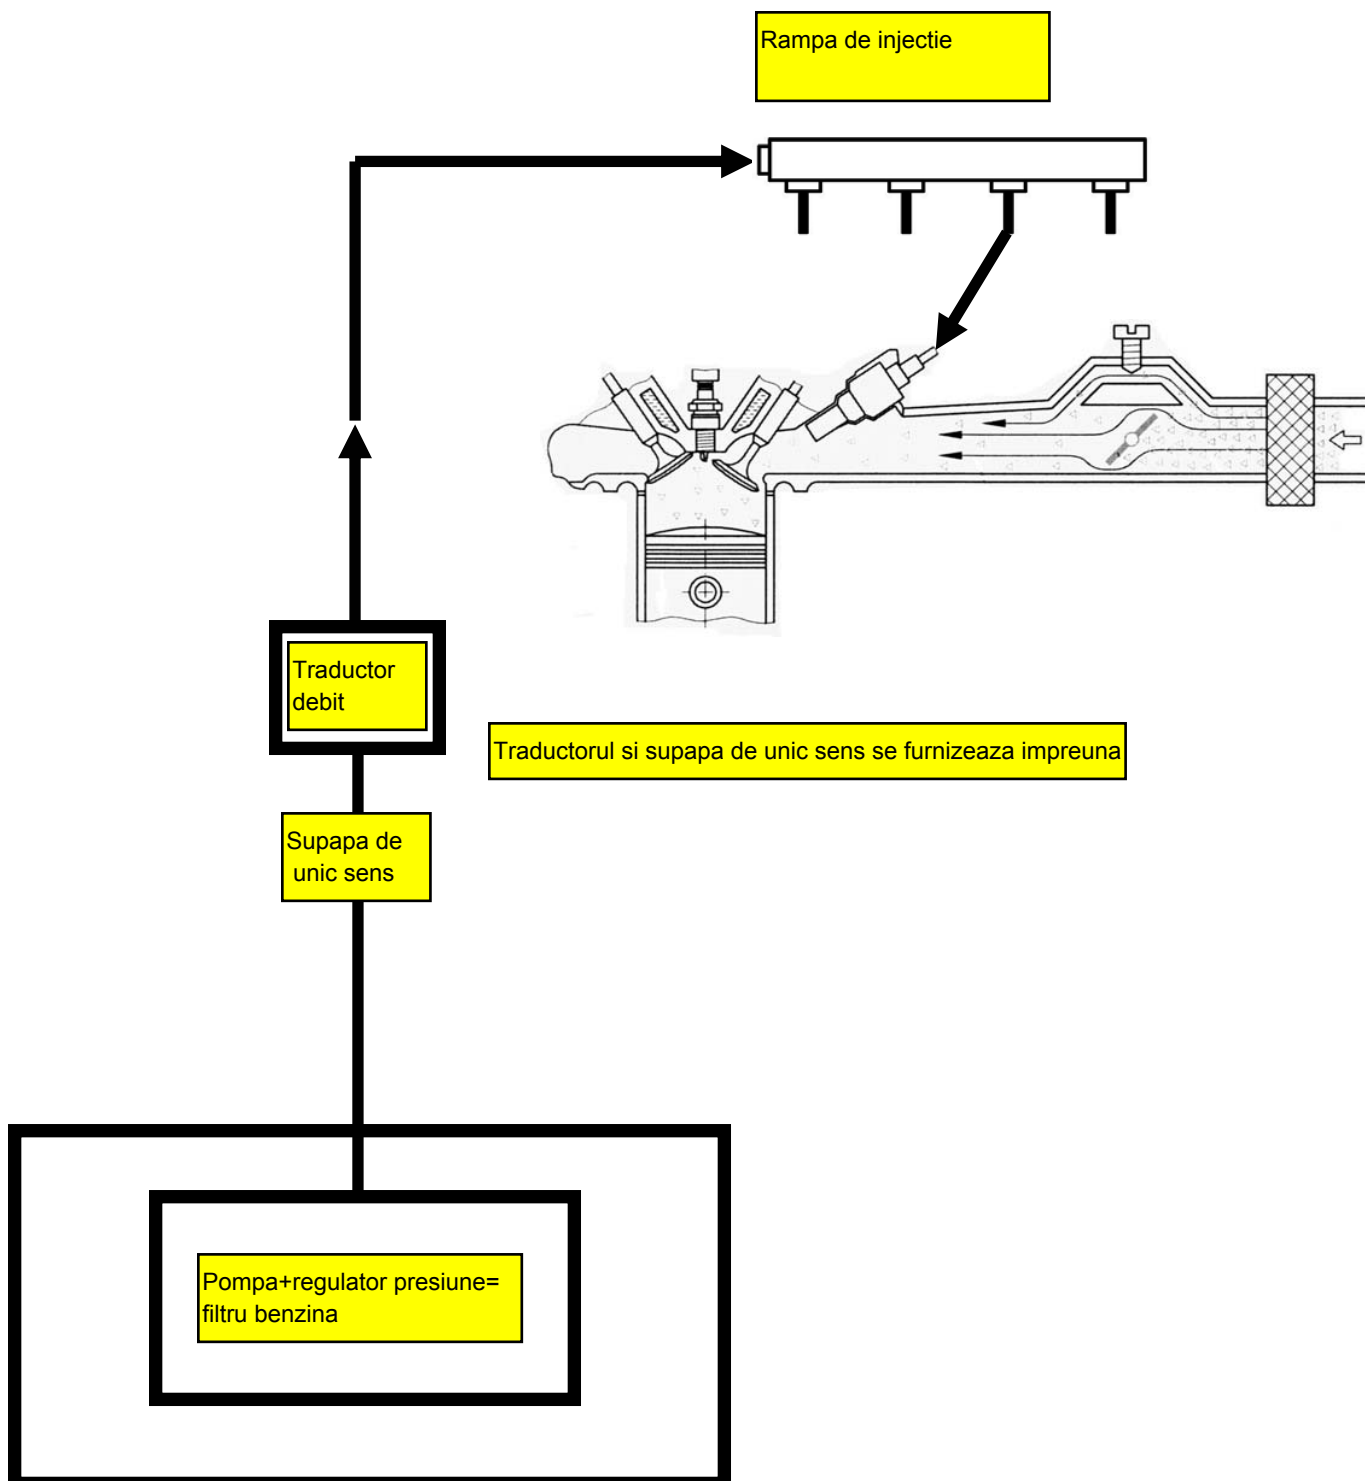 Rampa de injectie
Traductor
debit
Traductorul si supapa de unic sens se furnizeaza impreuna
Supapa de
unic sens
Pompa+regulator presiune=
filtru benzina